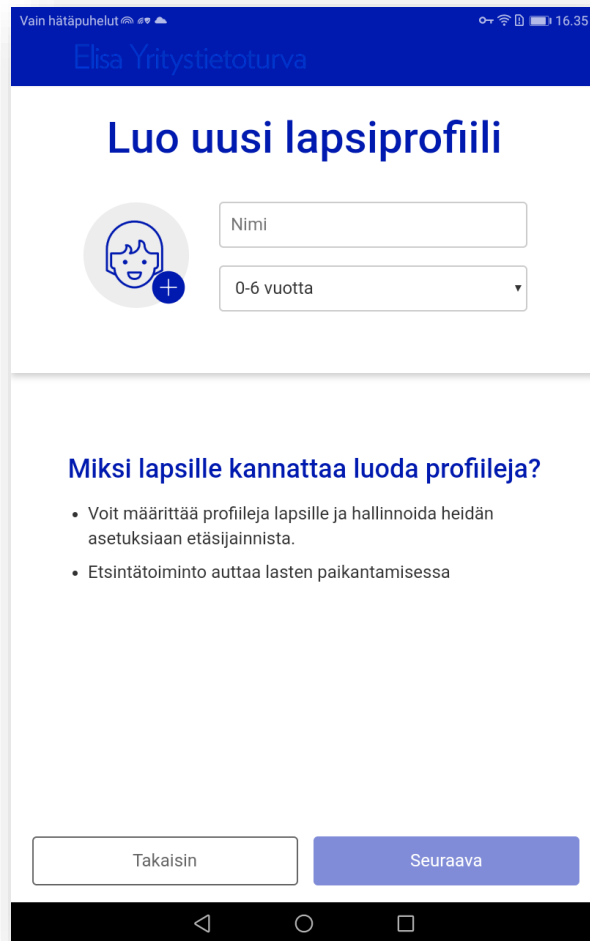 Vain hätäpuhelut
16.35
Elisa Yritystietoturva
Luo uusi lapsiprofiili
Nimi
0-6 vuotta
Miksi lapsille kannattaa luoda profiileja?
• Voit määrittää profiileja lapsille ja hallinnoida heidän
asetuksiaan etäsijainnista.
• Etsintätoiminto auttaa lasten paikantamisessa
Takaisin
Seuraava